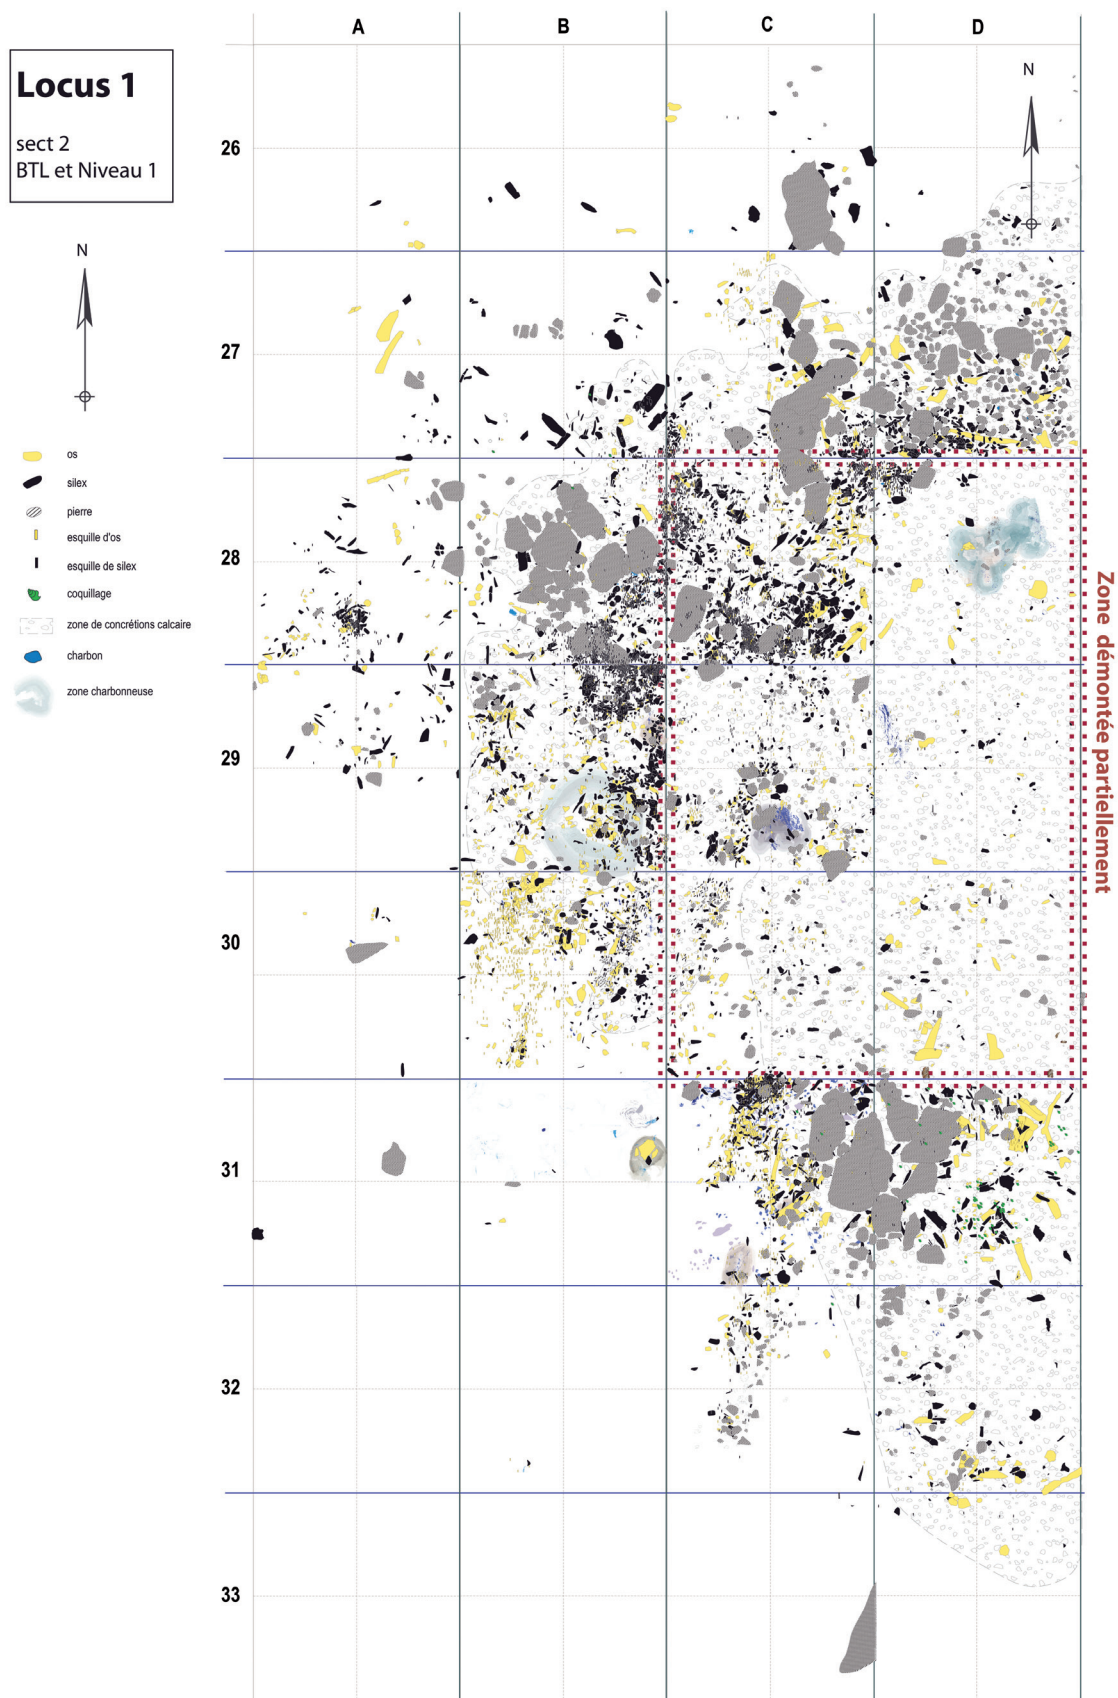 A
B
C
D
Locus 1
sect 2
BTL et Niveau 1
N
N
os
silex
pierre
esquille d'os
esquille de silex
coquillage
zone de concrétions calcaire
charbon
zone charbonneuse
26
27
28
29
30
31
32
33
Zone démontée partiellement